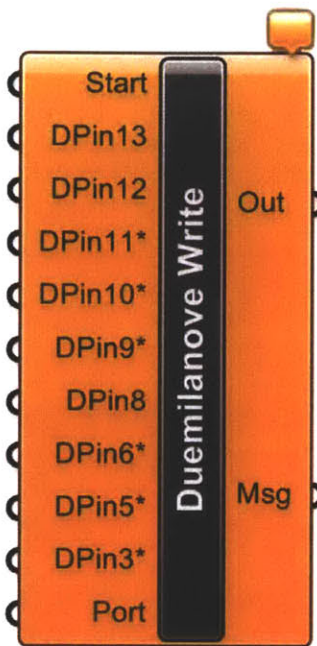 Start
DPin13
DPin12
DPin11*
DPin10*
DPin9*
DPin8
DPin6*
DPin5*
DPin3*
Port
Duemilanove Write
Out
Msg